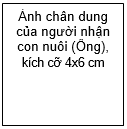 Ảnh chân dung
của người nhận
con nuôi (Ông),
kích cỡ 4x6 cm